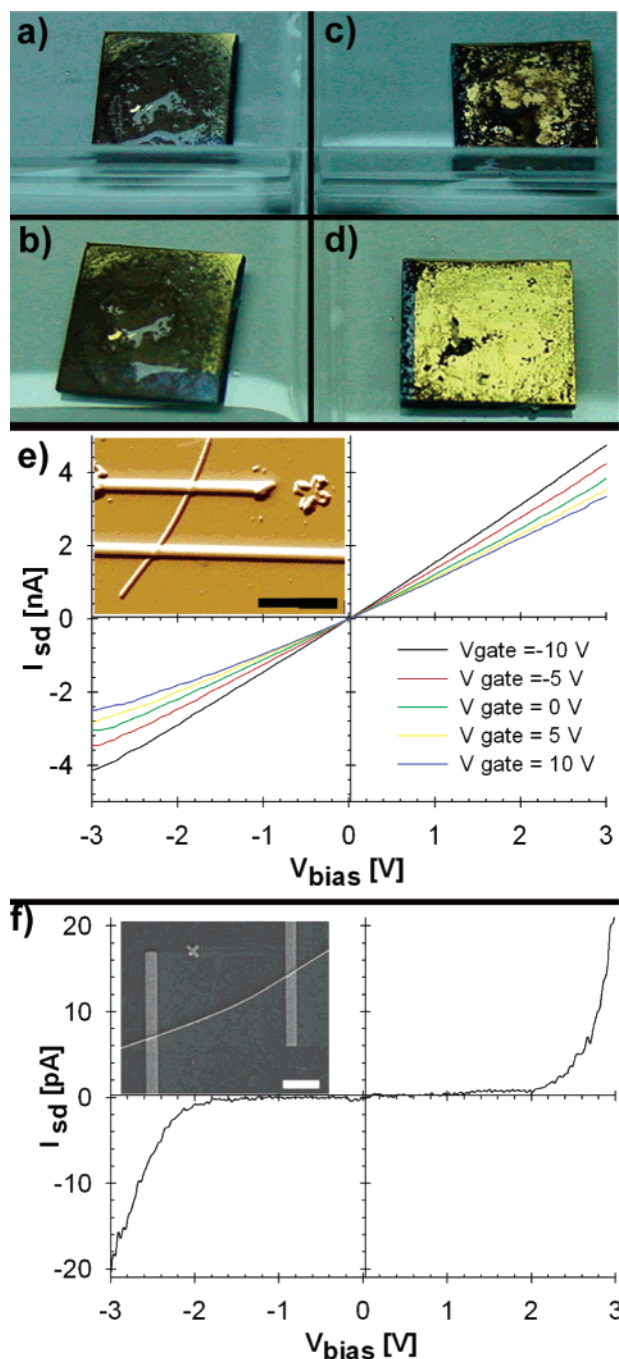 a)
c)
b)
d)
e)
4
2
0
-2
-4
I sd [nA]
Vgate =-10 V
V gate =-5 V
V gate = 0 V
V gate = 5 V
V gate = 10 V
-3 -2 -1 0 1 2 3
Vbias [V]
f)
20
10
0
-10
-20
I sd [pA]
-3 -2 -1 0 1 2 3
Vbias [V]